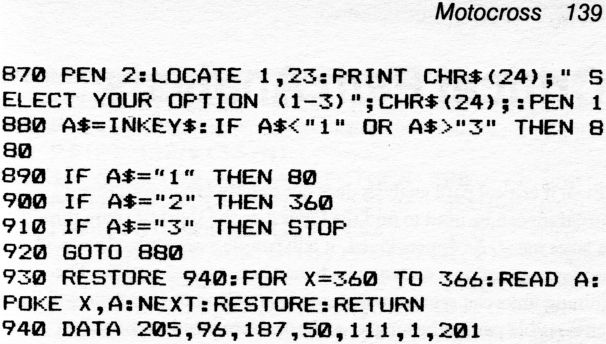 Motocross 139
870 PEN 2:LOCATE 1,23:PRINT CHR$(24);" S
ELECT YOUR OPTION (1-3)";CHR$(24);:PEN 1
880 A$=INKEY$:IF A$<"1" OR A$>"3" THEN 8
80
890 IF A$="1" THEN 80
900 IF A$="2" THEN 360
910 IF A$="3" THEN STOP
920 GOTO 880
930 RESTORE 940:FOR X=360 TO 366:READ A:
POKE X,A:NEXT:RESTORE:RETURN
940 DATA 205,96,187,50,111,1,201